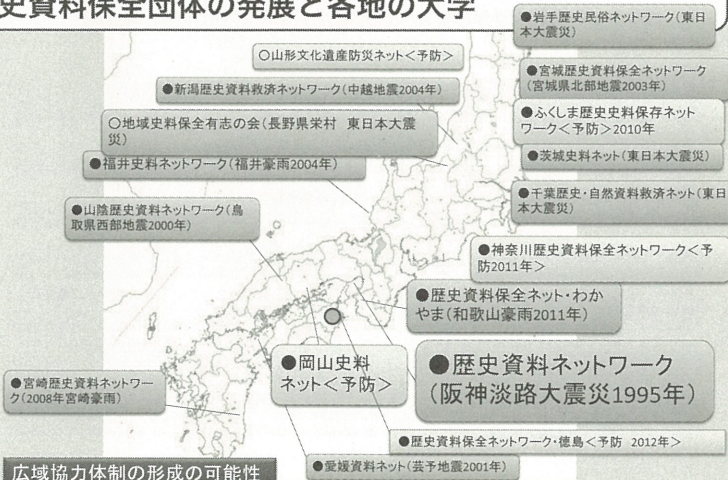 史資料保全団体の発展と各地の大学
●岩手歴史民俗ネットワーク(東日
本大震災)
○山形文化遺産防災ネット<予防>
●宮城歴史資料保全ネットワーク
(宮城県北部地震2003年)
●新潟歴史資料救済ネットワーク(中越地震2004年)
●ふくしま歴史史料保存ネット
ワーク<予防>2010年
○地域史料保全有志の会(長野県栄村 東日本大震
災)
●茨城史料ネット(東日本大震災)
●福井史料ネットワーク(福井豪雨2004年)
●千葉歴史・自然資料救済ネット(東日
本大震災)
●山陰歴史資料ネットワーク(鳥
取県西部地震2000年)
●神奈川歴史資料保全ネットワーク<予
防2011年>
●歴史資料保全ネット・わか
やま(和歌山豪雨2011年)
●岡山史料
ネット<予防>
●歴史資料ネットワーク
(阪神淡路大震災1995年)
●宮崎歴史資料ネットワー
ク(2008年宮崎豪雨)
●歴史資料保全ネットワーク・徳島<予防 2012年>
●愛媛資料ネット(芸予地震2001年)
広域協力体制の形成の可能性